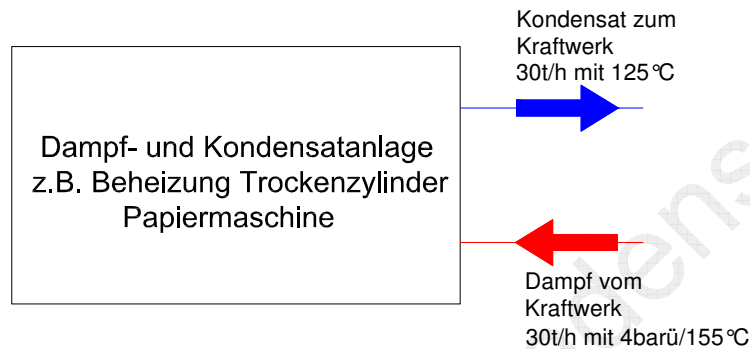 Kondensat zum
Kraftwerk
30t/h mit 125°C
Dampf- und Kondensatanlage
z.B. Beheizung Trockenzylinder
Papiermaschine
Dampf vom
Kraftwerk
30t/h mit 4barü/155°C